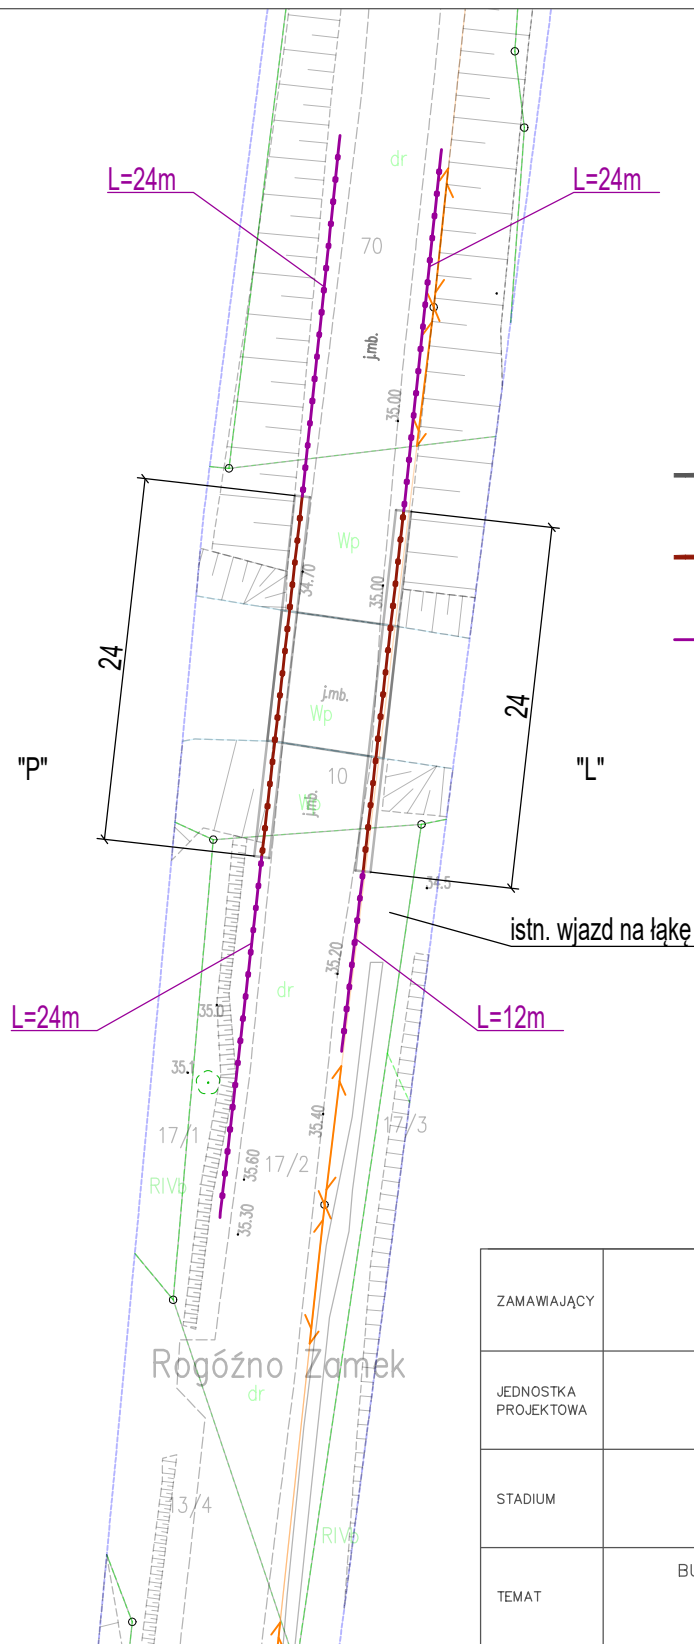 dr
L=24m
L=24m
70
j.mb.
35.00
Wp
34.70
35.00
24
24
j.mb.
Wp
"P"
"L"
10
j.mb.
34.5
istn. wjazd na łąkę
35.20
dr
35.0
L=24m
L=12m
35.1
35.40
17/1
17/3
35.60
17/2
RIVb
35.30
ZAMAWIAJĄCY
Rogóźno Zamek
dr
JEDNOSTKA
PROJEKTOWA
13/4
STADIUM
RIVb
BU
TEMAT